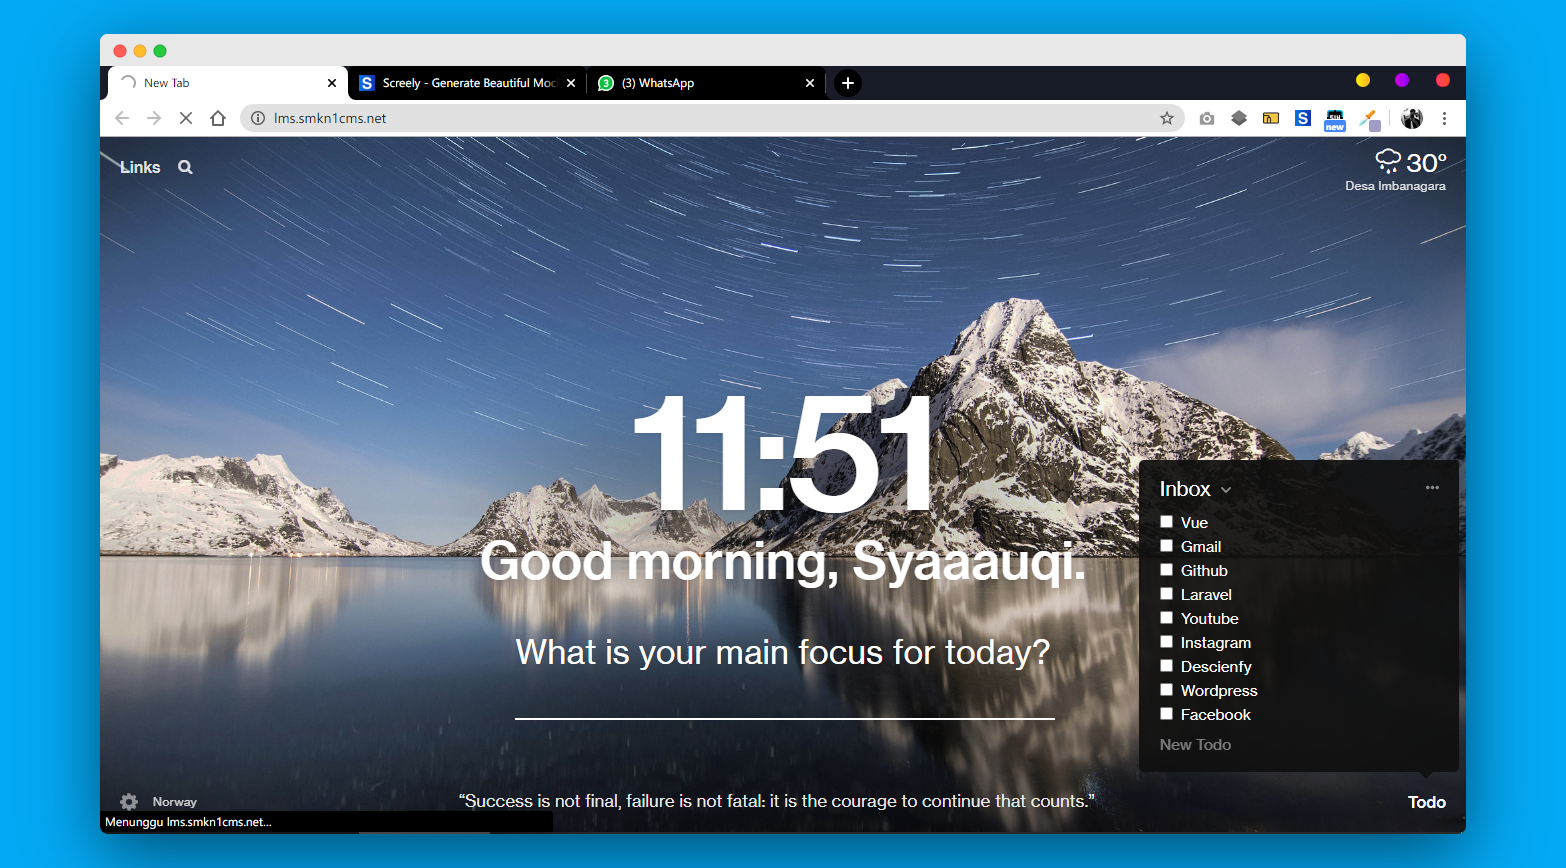 New Tab
Screely - Generate Beautiful Moc
3
(3) WhatsApp
lms.smkn1cms.net
S
new
Links
30°
Desa Imbanagara
11:51
Good morning, Syaaauqi.
What is your main focus for today?
Inbox
Vue
Gmail
Github
Laravel
Youtube
Instagram
Descienfy
Wordpress
Facebook
New Todo
Norway
“Success is not final, failure is not fatal: it is the courage to continue that counts.”
Todo
Menunggu lms.smkn1cms.net...